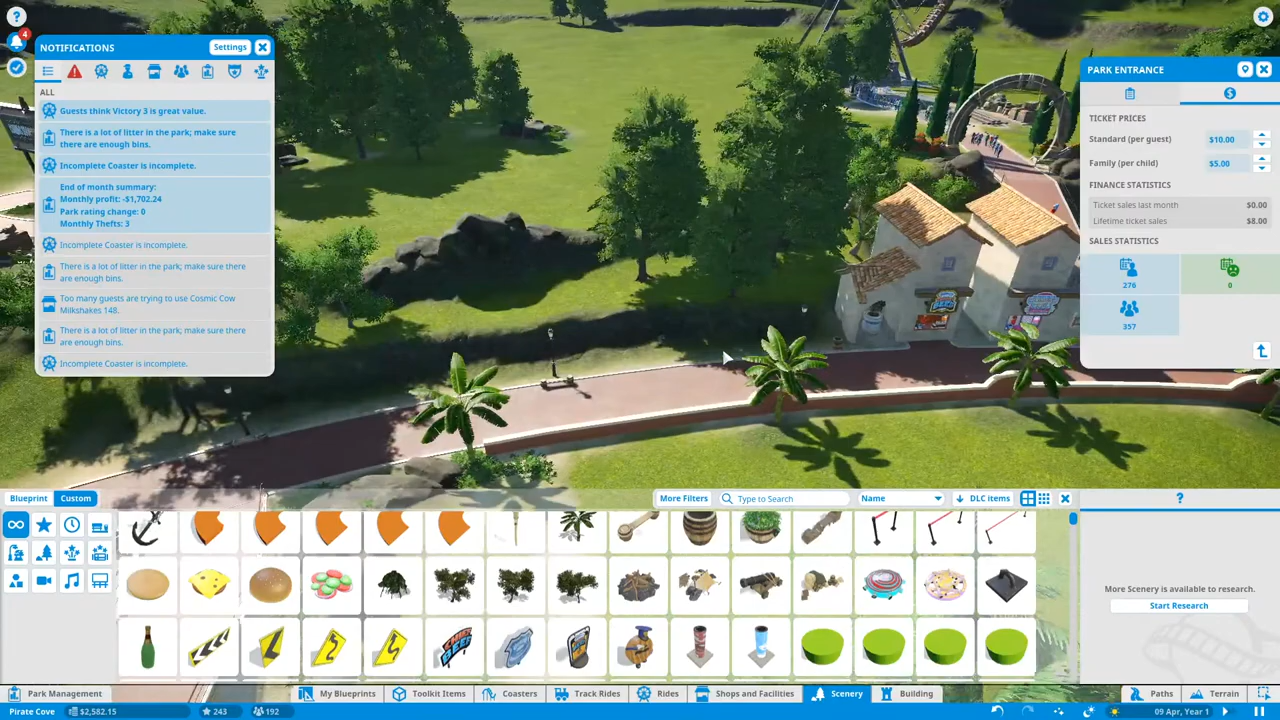 4
NOTIFICATIONS
Settings
ALL
Guests think Victory 3 is great value.
There is a lot of litter in the park; make sure
there are enough bins.
Incomplete Coaster is incomplete.
End of month summary:
Monthly profit: -$1,702.24
Park rating change: 0
Monthly Thefts: 3
Incomplete Coaster is incomplete.
There is a lot of litter in the park; make sure there
are enough bins.
Too many guests are trying to use Cosmic Cow
Milkshakes 148.
There is a lot of litter in the park; make sure there
are enough bins.
Incomplete Coaster is incomplete.
PARK ENTRANCE
TICKET PRICES
Standard (per guest) $10.00
Family (per child) $5.00
FINANCE STATISTICS
Ticket sales last month $0.00
Lifetime ticket sales $8.00
SALES STATISTICS
276
0
357
Blueprint Custom
More Filters Type to Search Name DLC items
?
More Scenery is available to research.
Start Research
Park Management My Blueprints Toolkit Items Coasters Track Rides Rides Shops and Facilities Scenery Building Paths Terrain
Pirate Cove $2,582.15 243 192 09 Apr, Year 1